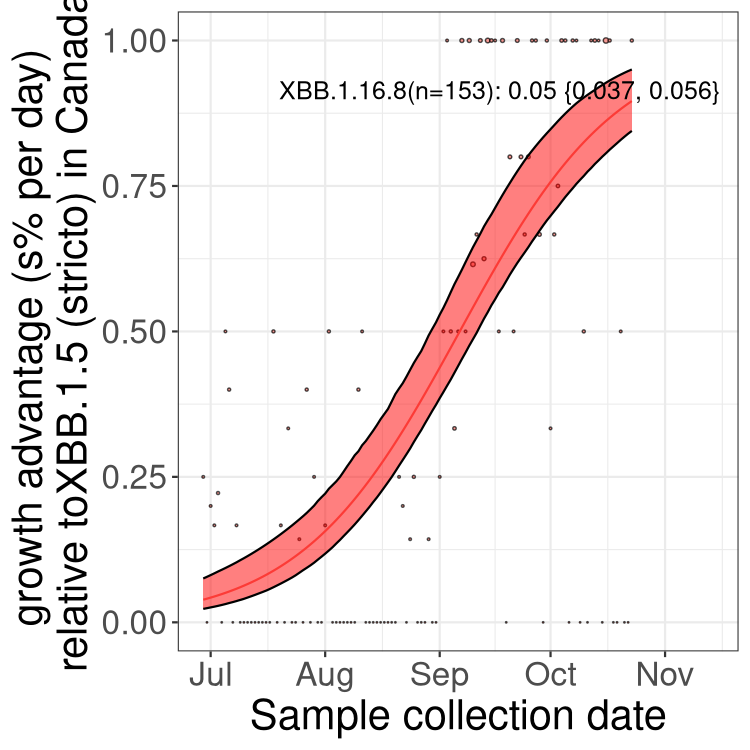 growth advantage (s% per day)
relative toXBB.1.5 (stricto) in Canada
1.00
XBB.1.16.8(n=153): 0.05 {0.037, 0.056}
0.75
0.50
0.25
0.00
Jul Aug Sep Oct Nov
Sample collection date